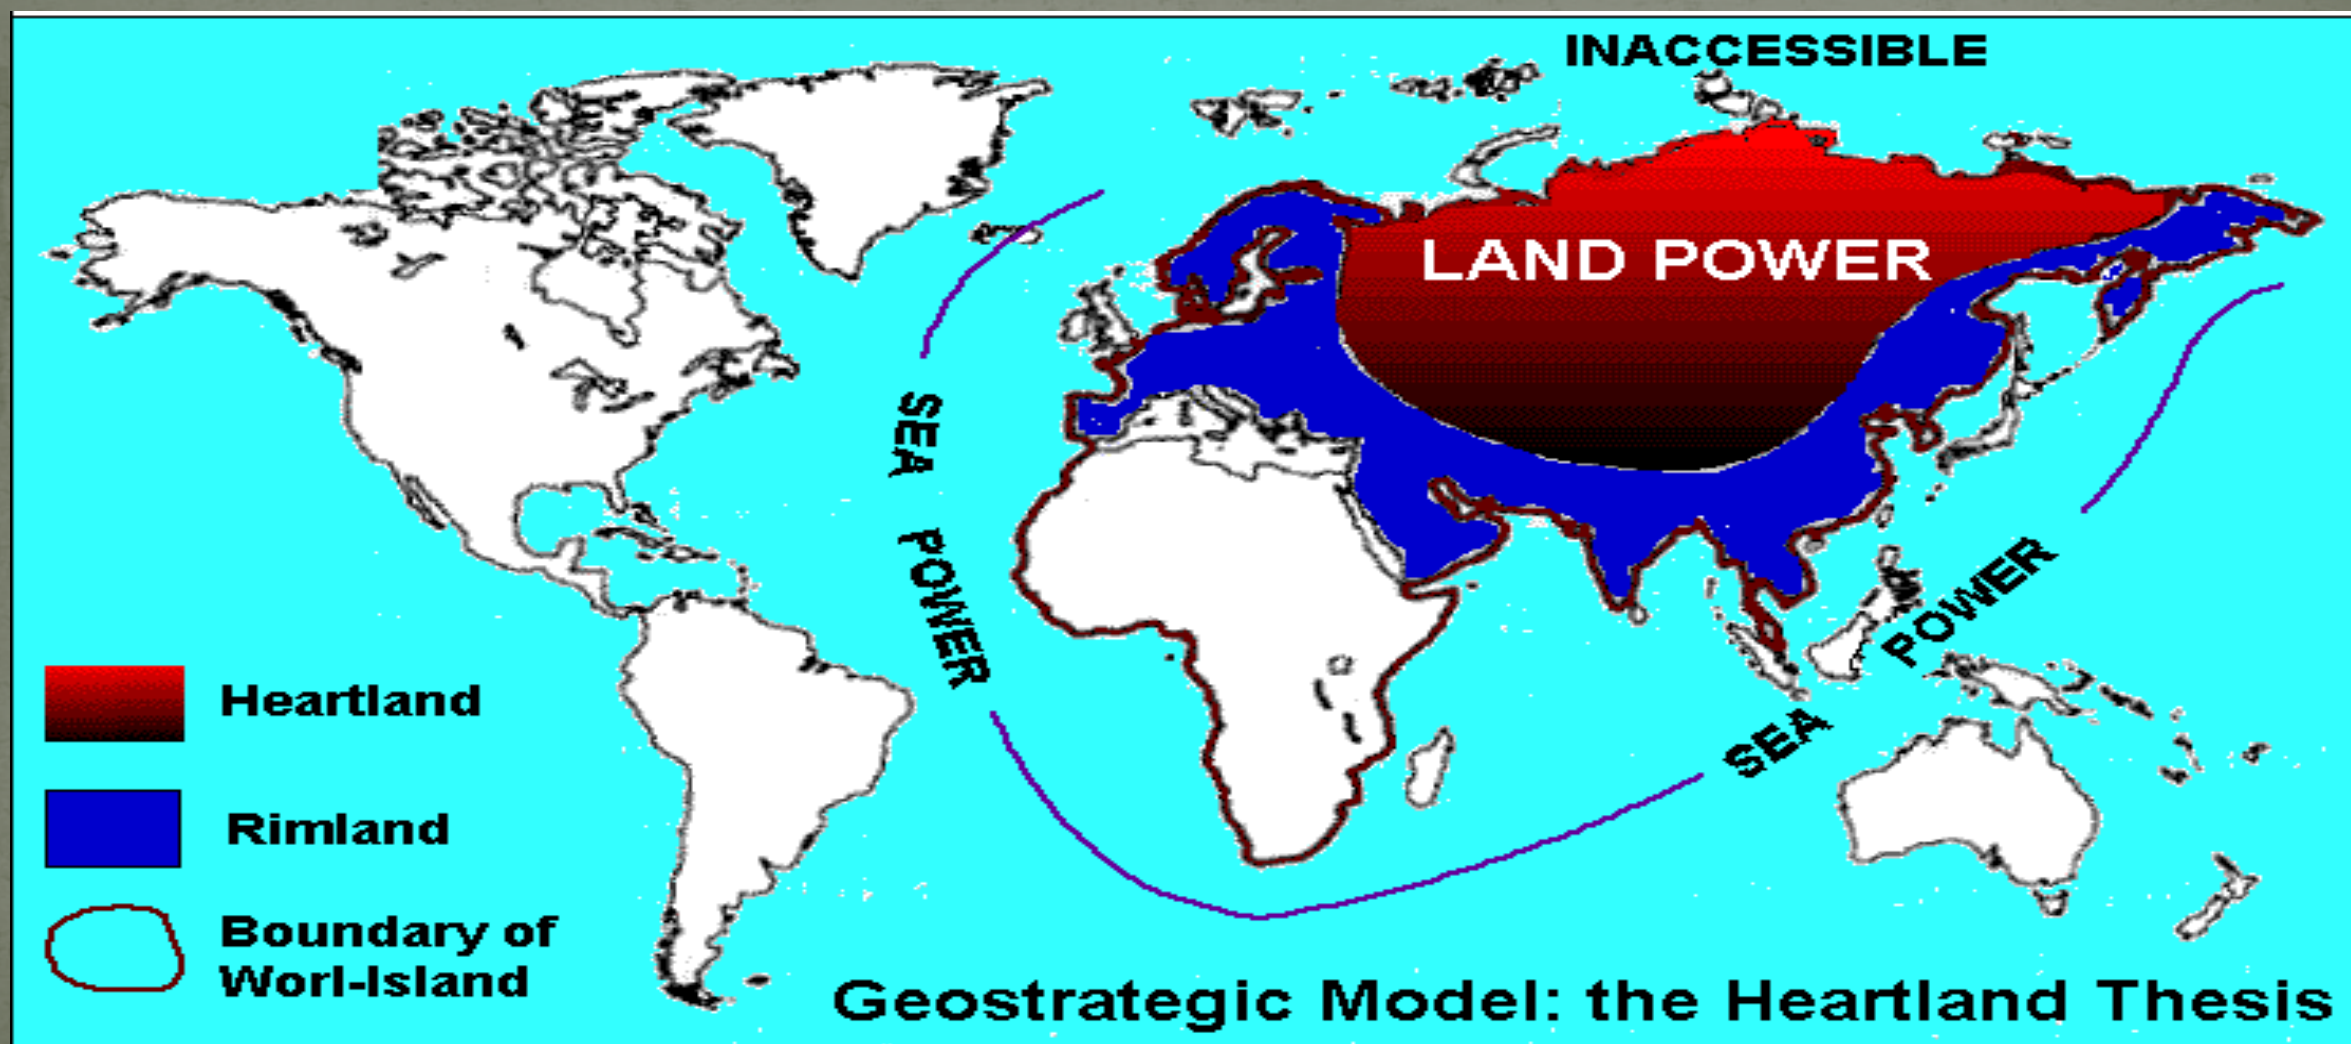 INACCESSIBLE
LAND POWER
SEA POWER
SEA POWER
Heartland
Rimland
Boundary of
Worl-Island
Geostrategic Model: the Heartland Thesis